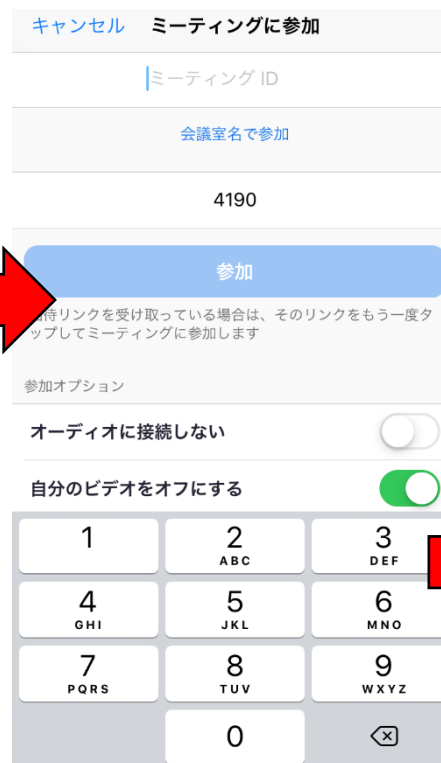 キャンセル ミーティングに参加
ミーティング ID
会議室名で参加
4190
参加
待リンクを受け取っている場合は、そのリンクをもう一度タ
ップしてミーティングに参加します
参加オプション
オーディオに接続しない
自分のビデオをオフにする
1 2 3
ABC DEF
4 5 6
GHI JKL MNO
7 8 9
PQRS TUV WXYZ
0